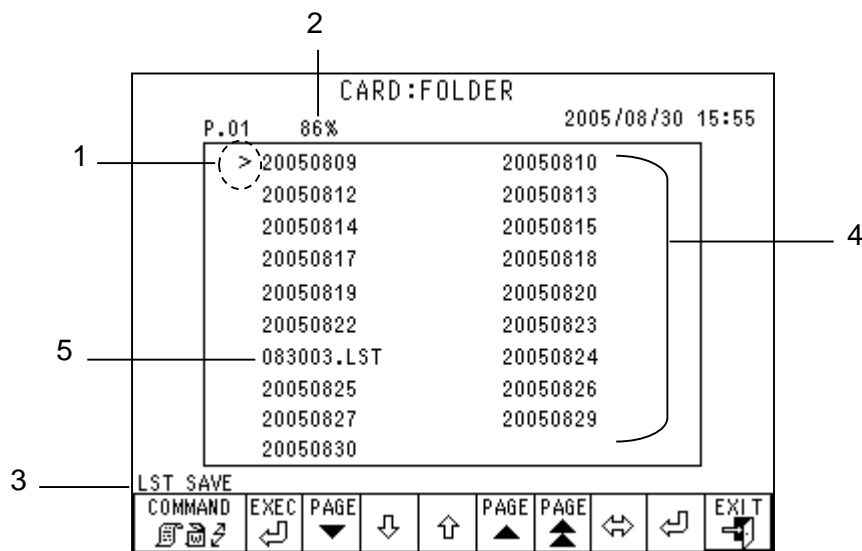 2
CARD:FOLDER
P.01 86% 2005/08/30 15:55
1 > 20050809 20050810
20050812 20050813
20050814 20050815
4
20050817 20050818
20050819 20050820
20050822 20050823
5 083003.LST 20050824
20050825 20050826
20050827 20050829
20050830
3 LST SAVE
COMMAND EXEC PAGE PAGE PAGE EXIT